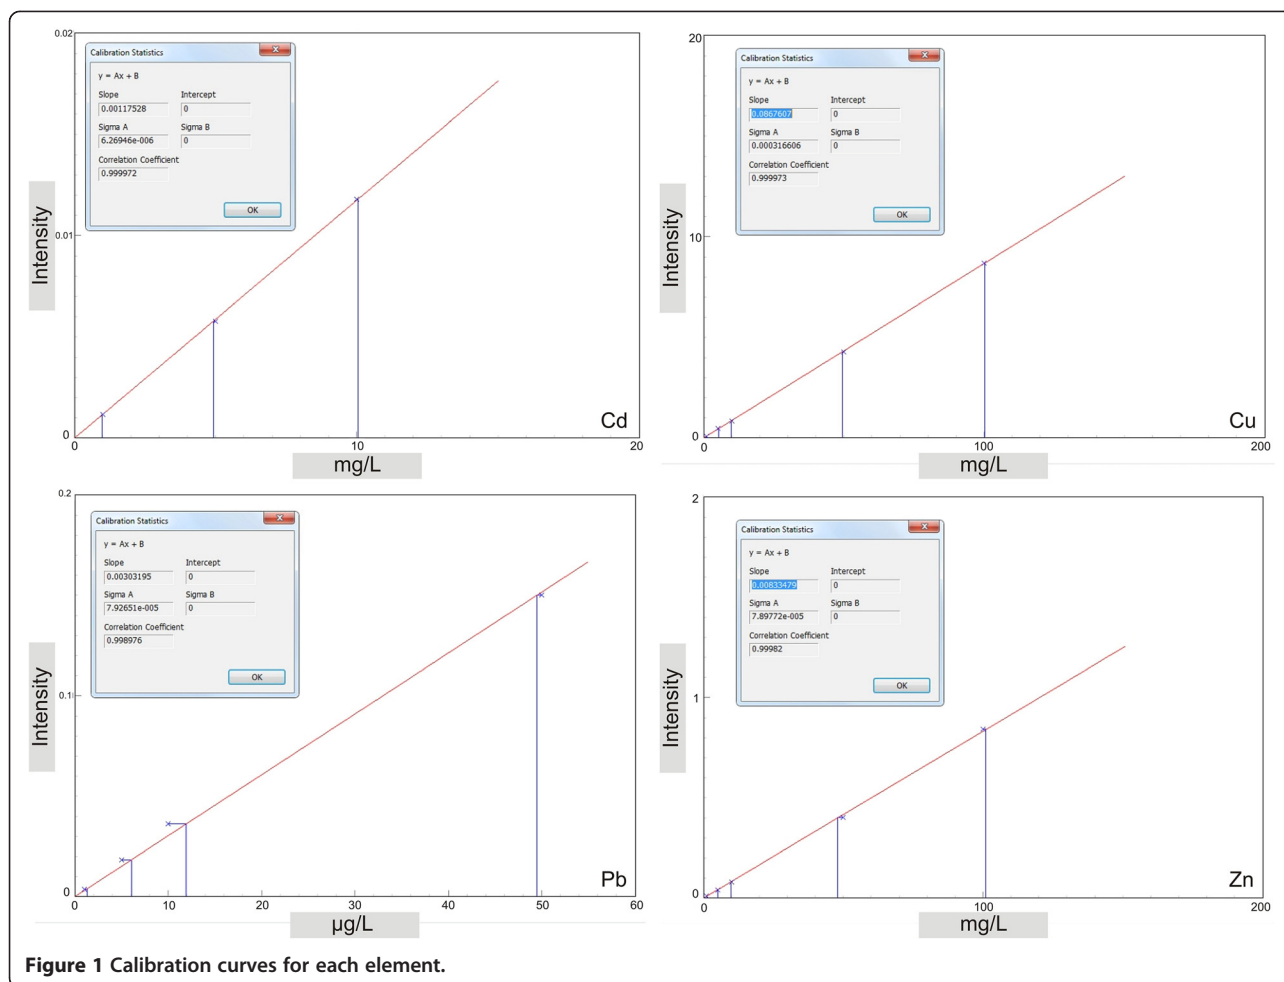 0.02
Calibration Statistics
y = Ax + B
Slope Intercept
0.00117528 0
Sigma A Sigma B
6.26946e-006 0
Correlation Coefficient
0.999972
OK
Intensity
0.01
0
0 10 20
Cd
mg/L
20
Calibration Statistics
y = Ax + B
Slope Intercept
0.0867607 0
Sigma A Sigma B
0.000316606 0
Correlation Coefficient
0.999973
OK
Intensity
10
0
0 100 200
Cu
mg/L
0.2
Calibration Statistics
y = Ax + B
Slope Intercept
0.00303195 0
Sigma A Sigma B
7.92651e-005 0
Correlation Coefficient
0.998976
OK
Intensity
0.1
0
0 10 20 30 40 50 60
Pb
µg/L
2
Calibration Statistics
y = Ax + B
Slope Intercept
0.00833479 0
Sigma A Sigma B
7.89772e-005 0
Correlation Coefficient
0.99982
OK
Intensity
1
0
0 100 200
Zn
mg/L
Figure 1 Calibration curves for each element.